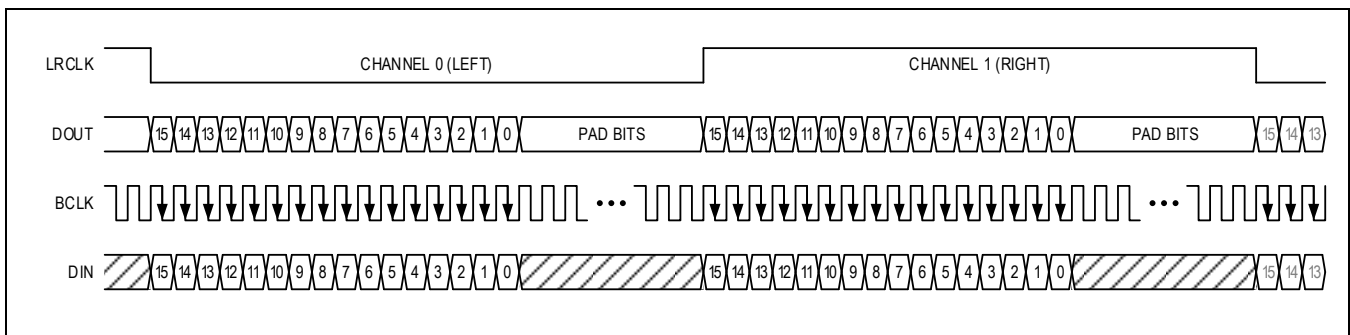 LRCLK CHANNEL 0 (LEFT) CHANNEL 1 (RIGHT)
DOUT 15 14 13 12 11 10 9 8 7 6 5 4 3 2 1 0 PAD BITS 15 14 13 12 11 10 9 8 7 6 5 4 3 2 1 0 PAD BITS 15 14 13
BCLK
DIN 15 14 13 12 11 10 9 8 7 6 5 4 3 2 1 0 15 14 13 12 11 10 9 8 7 6 5 4 3 2 1 0 15 14 13